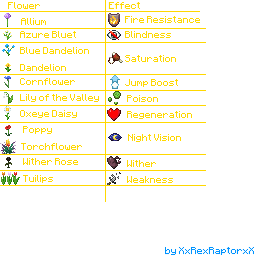 Flower Effect
Allium Fire Resistance
Azure Bluet Blindness
Blue Dandelion
Saturation
Dandelion
Cornflower Jump Boost
Lily of the Valley Poison
Oxeye Daisy Regeneration
Poppy
Night Vision
Torchflower
Wither Rose Wither
Tulips Weakness
by XxRexRaptorxX